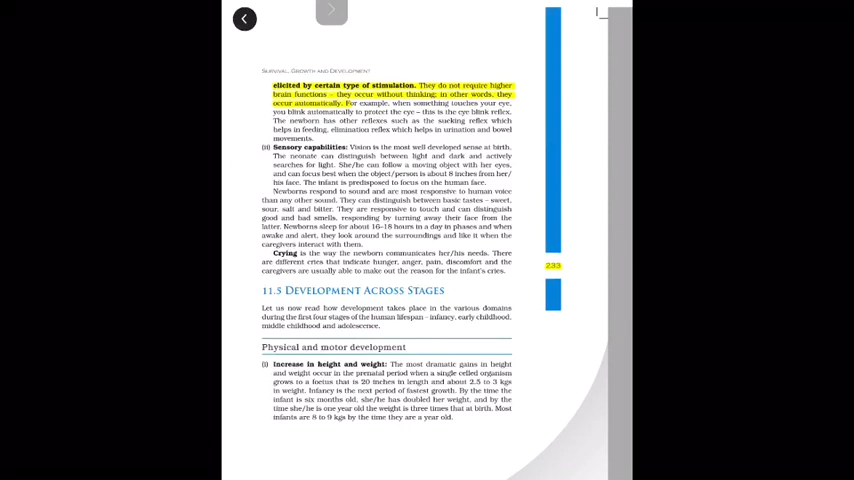 SURVIVAL, GROWTH AND DEVELOPMENT
elicited by certain type of stimulation. They do not require higher
brain functions – they occur without thinking; in other words, they
occur automatically. For example, when something touches your eye,
you blink automatically to protect the eye – this is the eye blink reflex.
The newborn has other reflexes such as the sucking reflex which
helps in feeding, elimination reflex which helps in urination and bowel
movements.
(ii) Sensory capabilities: Vision is the most well developed sense at birth.
The neonate can distinguish between light and dark and actively
searches for light. She/he can follow a moving object with her eyes,
and can focus best when the object/person is about 8 inches from her/
his face. The infant is predisposed to focus on the human face.
Newborns respond to sound and are most responsive to human voice
than any other sound. They can distinguish between basic tastes – sweet,
sour, salt and bitter. They are responsive to touch and can distinguish
good and bad smells, responding by turning away their face from the
latter. Newborns sleep for about 16–18 hours in a day in phases and when
awake and alert, they look around the surroundings and like it when the
caregivers interact with them.
Crying is the way the newborn communicates her/his needs. There
are different cries that indicate hunger, anger, pain, discomfort and the
caregivers are usually able to make out the reason for the infant's cries.
233
11.5 DEVELOPMENT ACROSS STAGES
Let us now read how development takes place in the various domains
during the first four stages of the human lifespan – infancy, early childhood,
middle childhood and adolescence.
Physical and motor development
(i) Increase in height and weight: The most dramatic gains in height
and weight occur in the prenatal period when a single celled organism
grows to a foetus that is 20 inches in length and about 2.5 to 3 kgs
in weight. Infancy is the next period of fastest growth. By the time the
infant is six months old, she/he has doubled her weight, and by the
time she/he is one year old the weight is three times that at birth. Most
infants are 8 to 9 kgs by the time they are a year old.